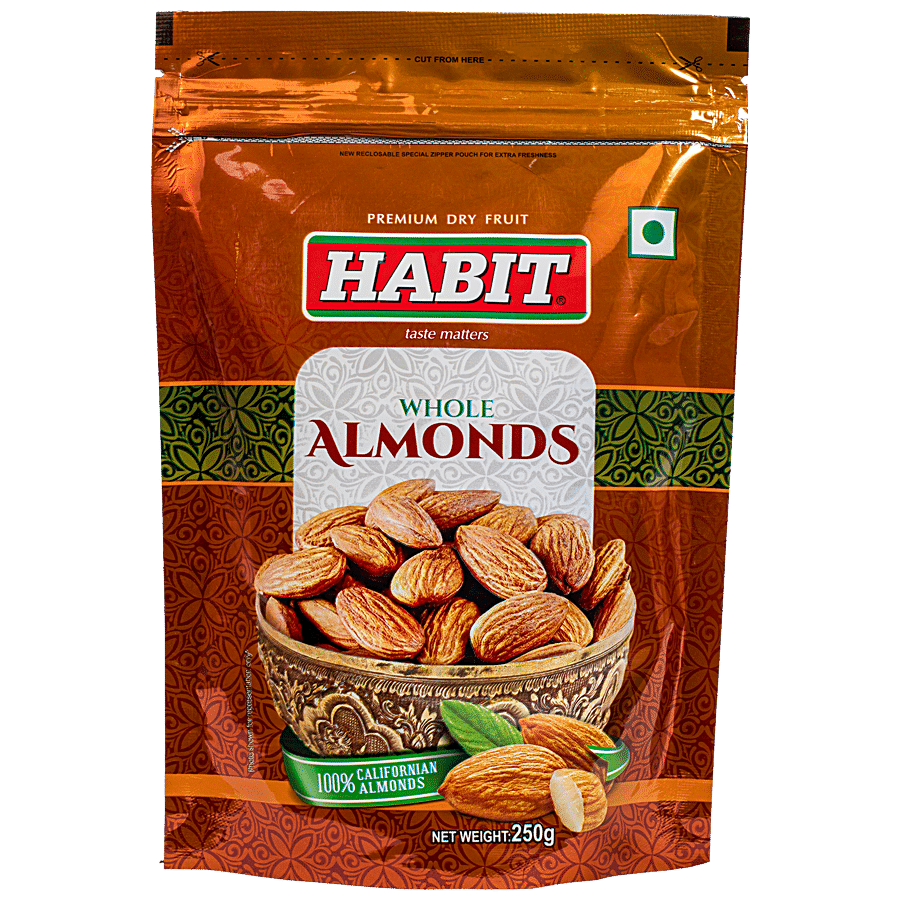 CUT FROM HERE
NEW RECLOSABLE SPECIAL ZIPPER POUCH FOR EXTRA FRESHNESS
PREMIUM DRY FRUIT
HABIT®
taste matters
WHOLE
ALMONDS
100% CALIFORNIAN
ALMONDS
NET WEIGHT:250g